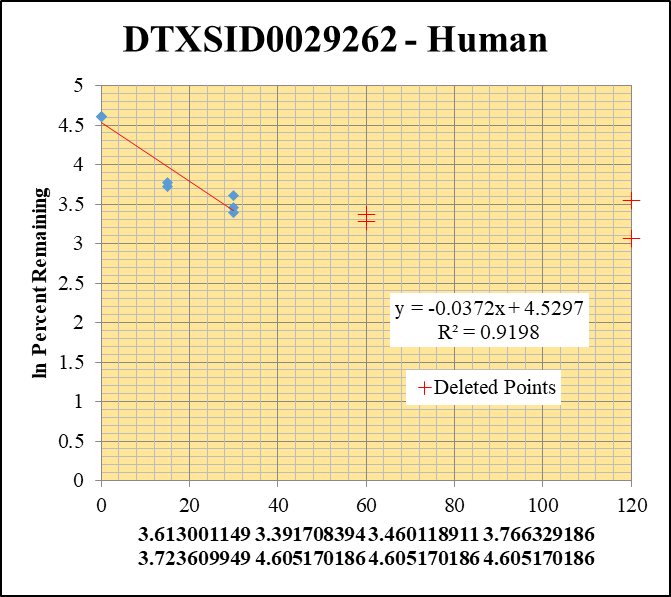 DTXSID0029262 - Human
5
4.5
4
3.5
3
2.5
2
1.5
1
0.5
0
ln Percent Remaining
y = -0.0372x + 4.5297
R² = 0.9198
Deleted Points
0 20 40 60 80 100 120
3.613001149 3.391708394 3.460118911 3.766329186
3.723609949 4.605170186 4.605170186 4.605170186